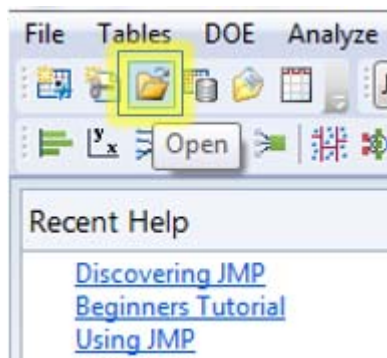 File Tables DOE Analyze
Open
Recent Help
Discovering JMP
Beginners Tutorial
Using JMP